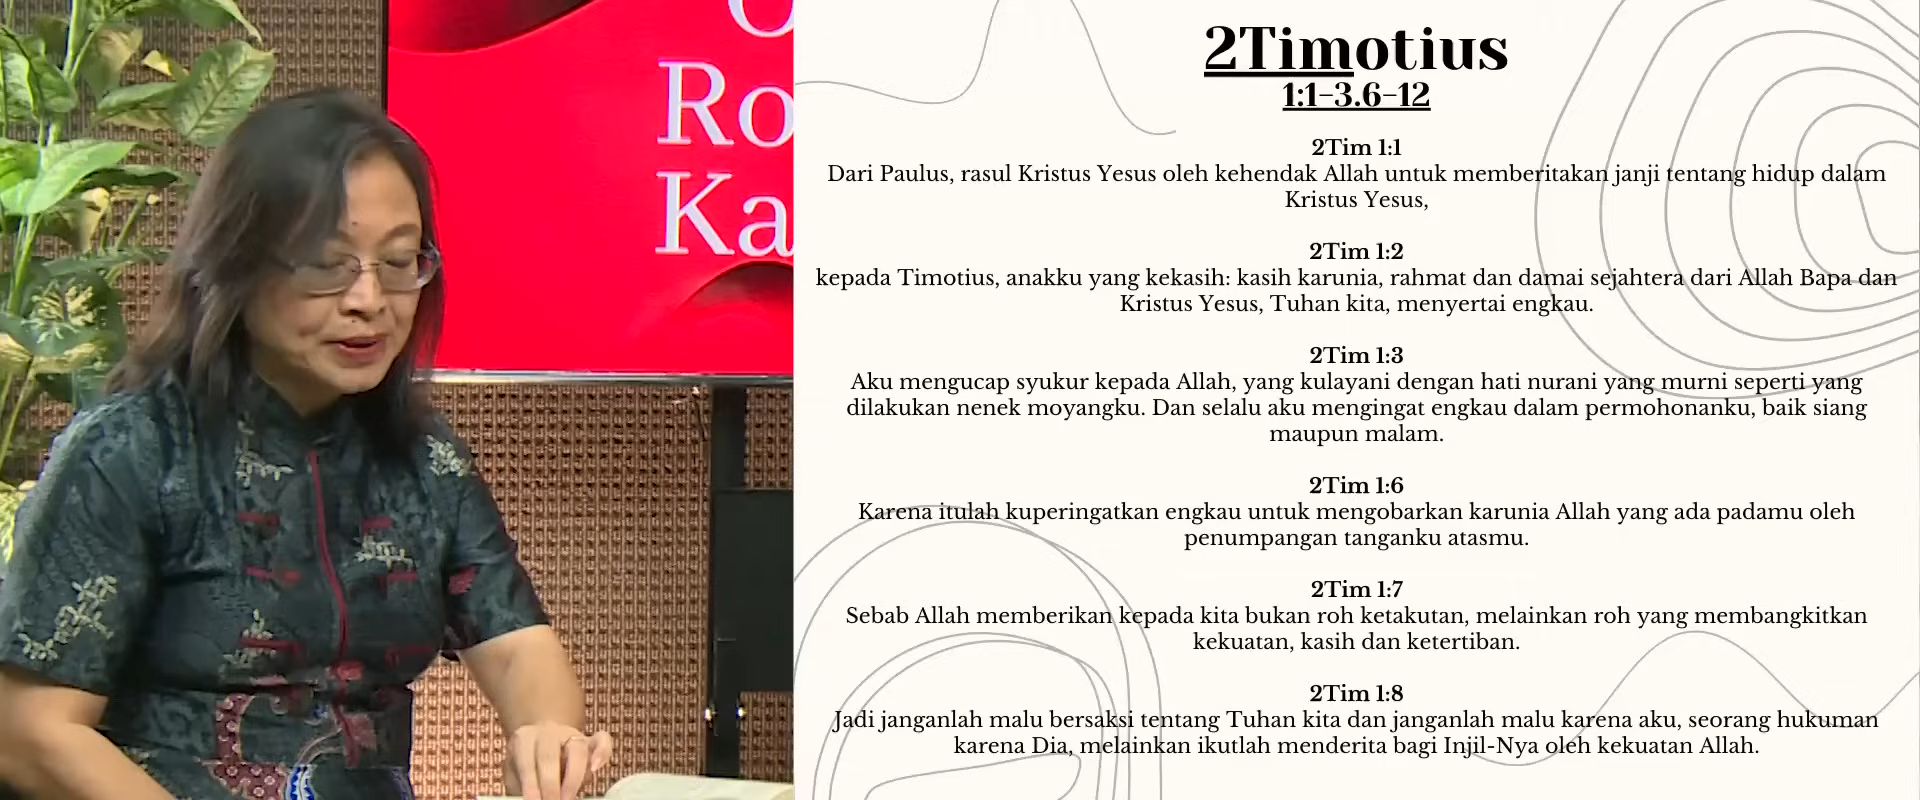 Ro
Ka
2Timotius
1:1-3.6-12
2Tim 1:1
Dari Paulus, rasul Kristus Yesus oleh kehendak Allah untuk memberitakan janji tentang hidup dalam
Kristus Yesus,
2Tim 1:2
kepada Timotius, anakku yang kekasih: kasih karunia, rahmat dan damai sejahtera dari Allah Bapa dan
Kristus Yesus, Tuhan kita, menyertai engkau.
2Tim 1:3
Aku mengucap syukur kepada Allah, yang kulayani dengan hati nurani yang murni seperti yang
dilakukan nenek moyangku. Dan selalu aku mengingat engkau dalam permohonanku, baik siang
maupun malam.
2Tim 1:6
Karena itulah kuperingatkan engkau untuk mengobarkan karunia Allah yang ada padamu oleh
penumpangan tanganku atasmu.
2Tim 1:7
Sebab Allah memberikan kepada kita bukan roh ketakutan, melainkan roh yang membangkitkan
kekuatan, kasih dan ketertiban.
2Tim 1:8
Jadi janganlah malu bersaksi tentang Tuhan kita dan janganlah malu karena aku, seorang hukuman
karena Dia, melainkan ikutlah menderita bagi Injil-Nya oleh kekuatan Allah.